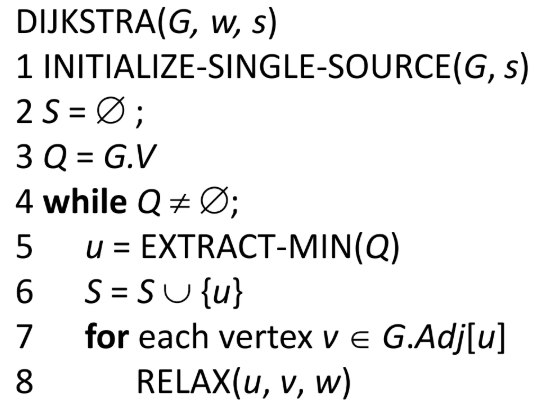 DIJKSTRA(G, w, s)
1 INITIALIZE-SINGLE-SOURCE(G, s)
2 S = ∅ ;
3 Q = G.V
4 while Q ≠ ∅;
5 u = EXTRACT-MIN(Q)
6 S = S ∪ {u}
7 for each vertex v ∈ G.Adj[u]
8 RELAX(u, v, w)